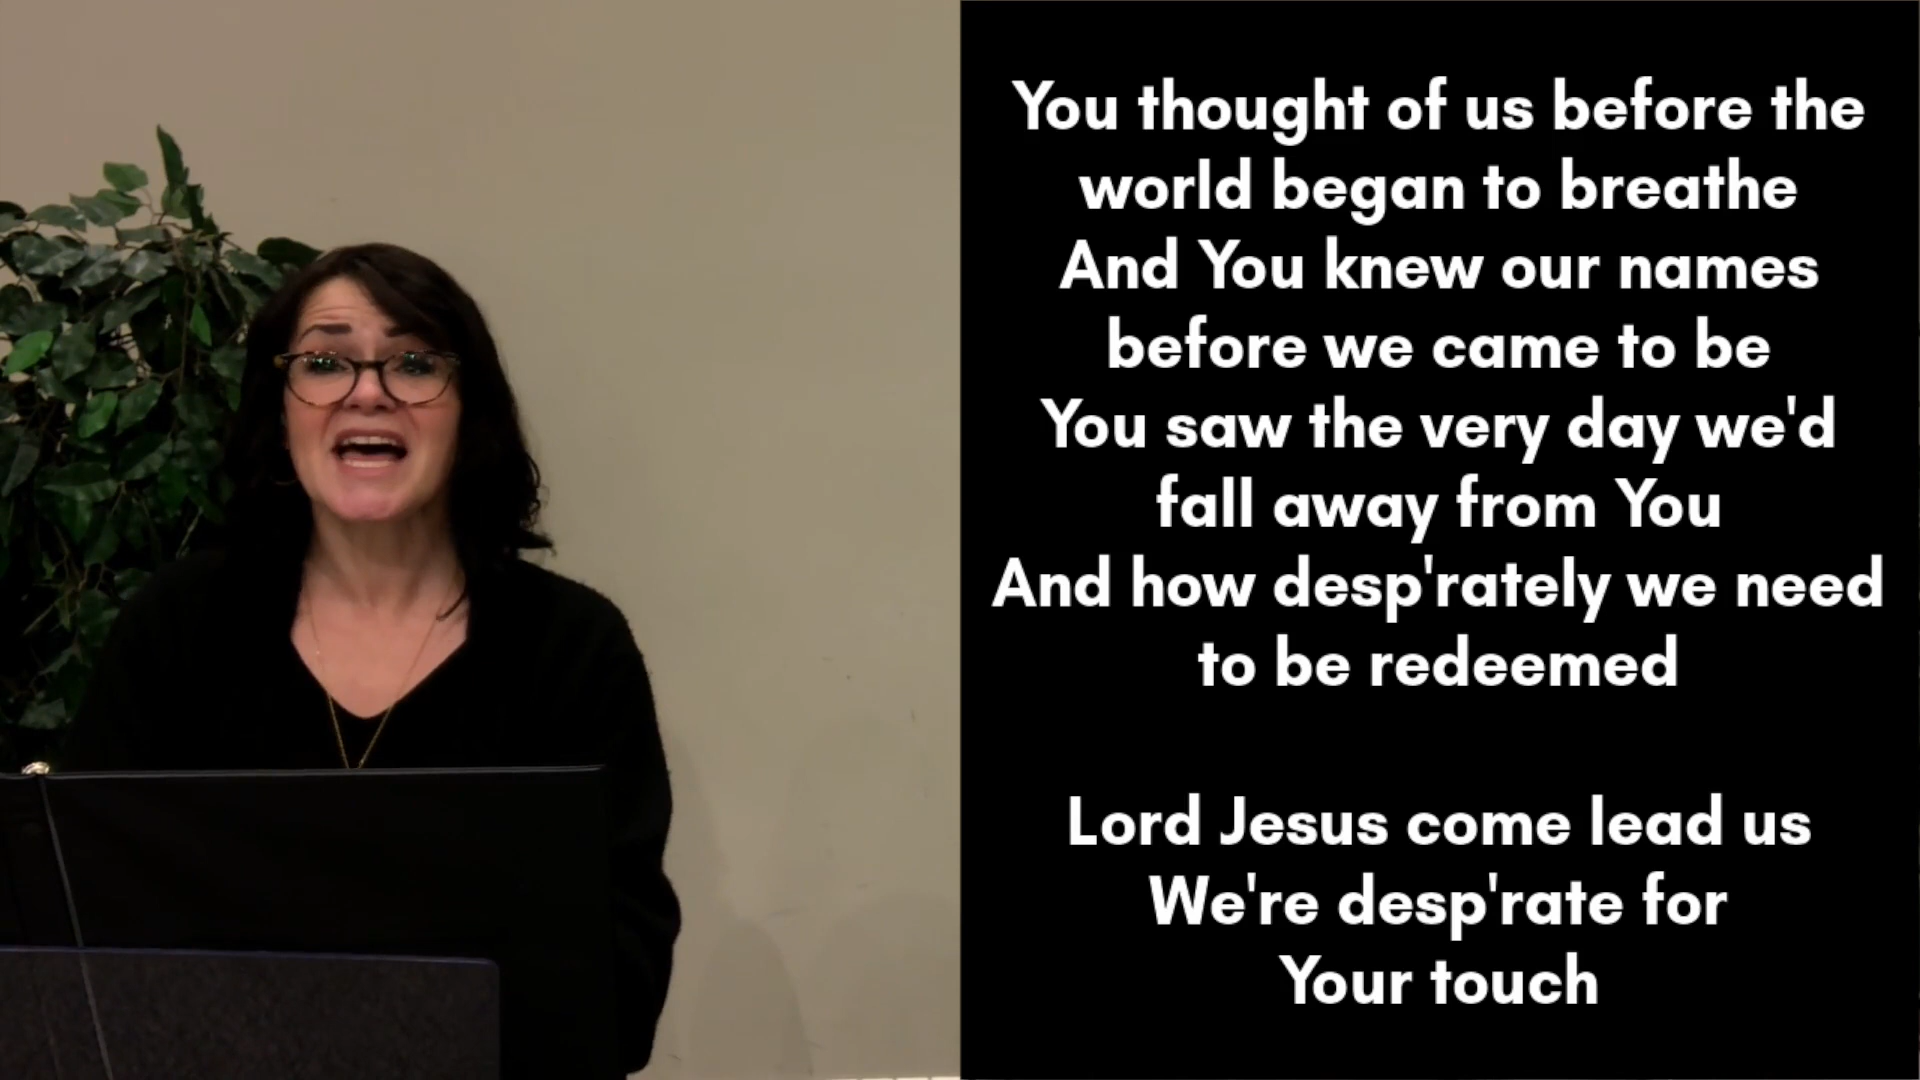 You thought of us before the
world began to breathe
And You knew our names
before we came to be
You saw the very day we'd
fall away from You
And how desp'rately we need
to be redeemed
Lord Jesus come lead us
We're desp'rate for
Your touch